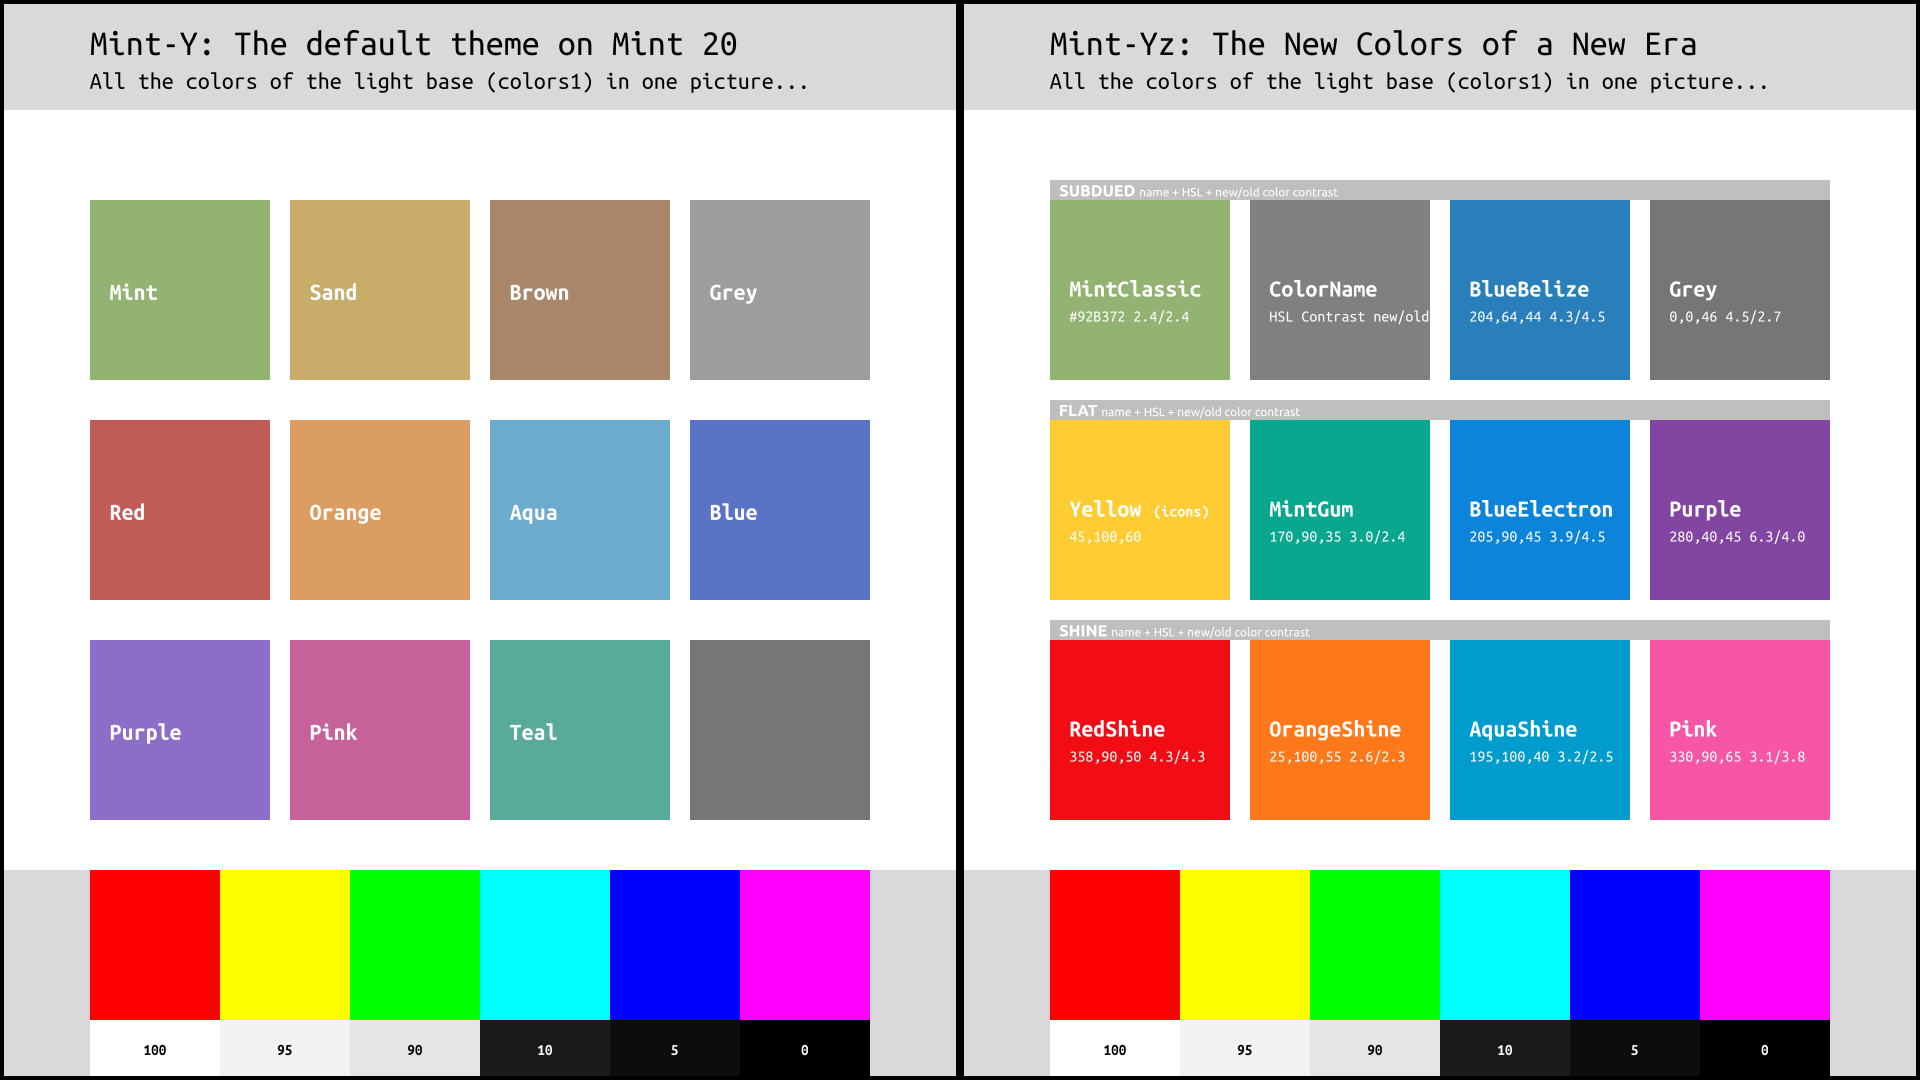 Mint-Y: The default theme on Mint 20
All the colors of the light base (colors1) in one picture...
Mint
Sand
Brown
Grey
Red
Orange
Aqua
Blue
Purple
Pink
Teal
100
95
90
10
5
0
Mint-Yz: The New Colors of a New Era
All the colors of the light base (colors1) in one picture...
SUBDUED name + HSL + new/old color contrast
MintClassic
#92B372 2.4/2.4
ColorName
HSL Contrast new/old
BlueBelize
204,64,44 4.3/4.5
Grey
0,0,46 4.5/2.7
FLAT name + HSL + new/old color contrast
Yellow (icons)
45,100,60
MintGum
170,90,35 3.0/2.4
BlueElectron
205,90,45 3.9/4.5
Purple
280,40,45 6.3/4.0
SHINE name + HSL + new/old color contrast
RedShine
358,90,50 4.3/4.3
OrangeShine
25,100,55 2.6/2.3
AquaShine
195,100,40 3.2/2.5
Pink
330,90,65 3.1/3.8
100
95
90
10
5
0